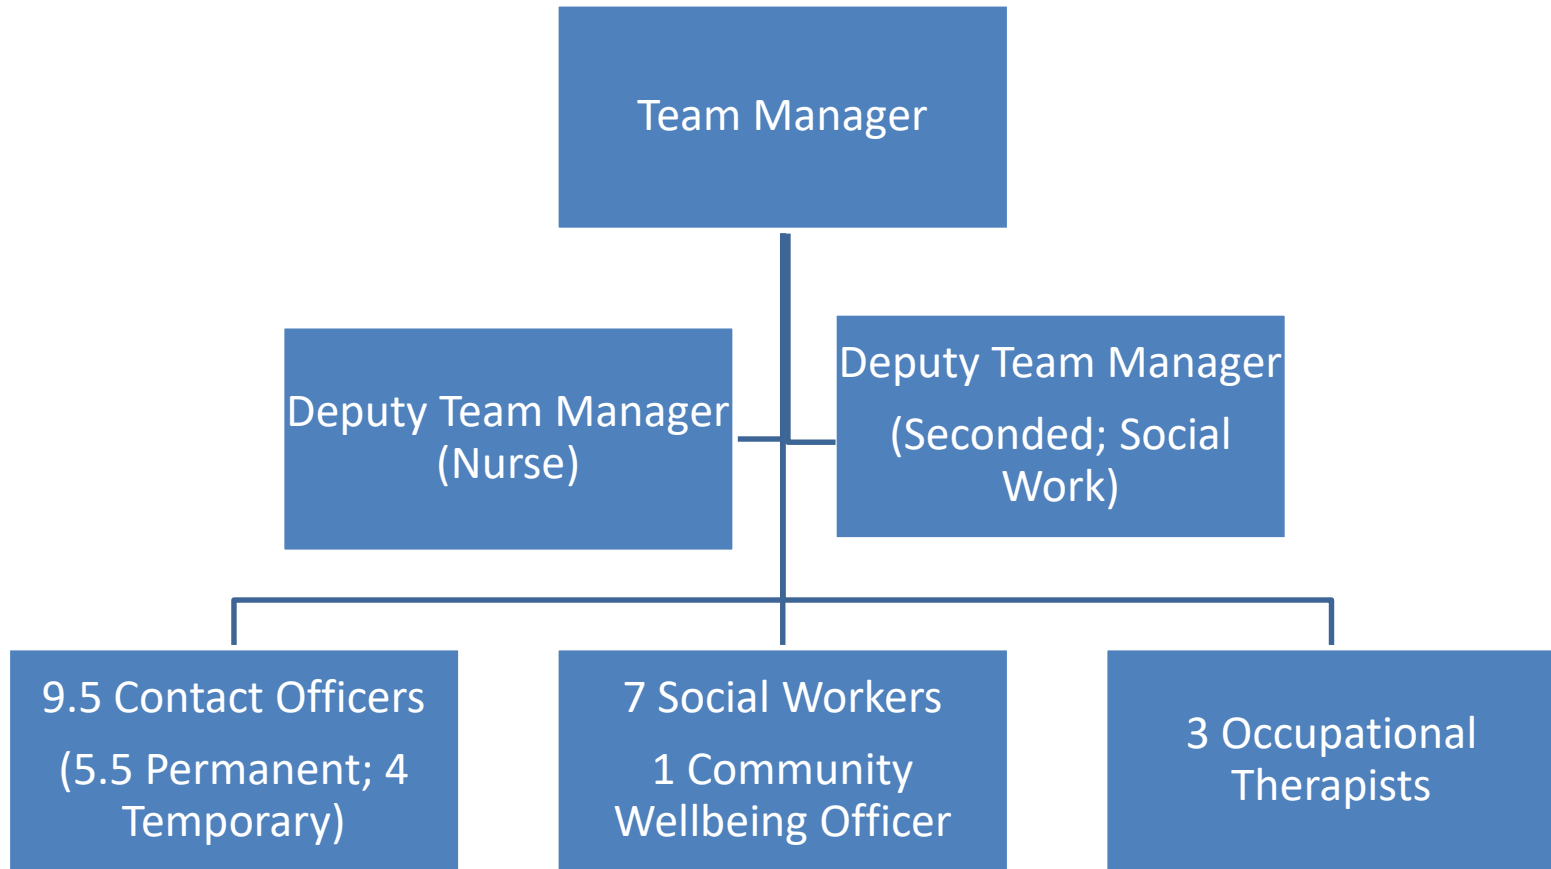 Team Manager
Deputy Team Manager
(Nurse)
Deputy Team Manager
(Seconded; Social
Work)
9.5 Contact Officers
(5.5 Permanent; 4
Temporary)
7 Social Workers
1 Community
Wellbeing Officer
3 Occupational
Therapists